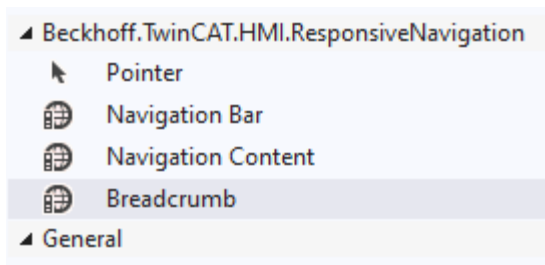 Beckhoff.TwinCAT.HMI.ResponsiveNavigation
Pointer
Navigation Bar
Navigation Content
Breadcrumb
General